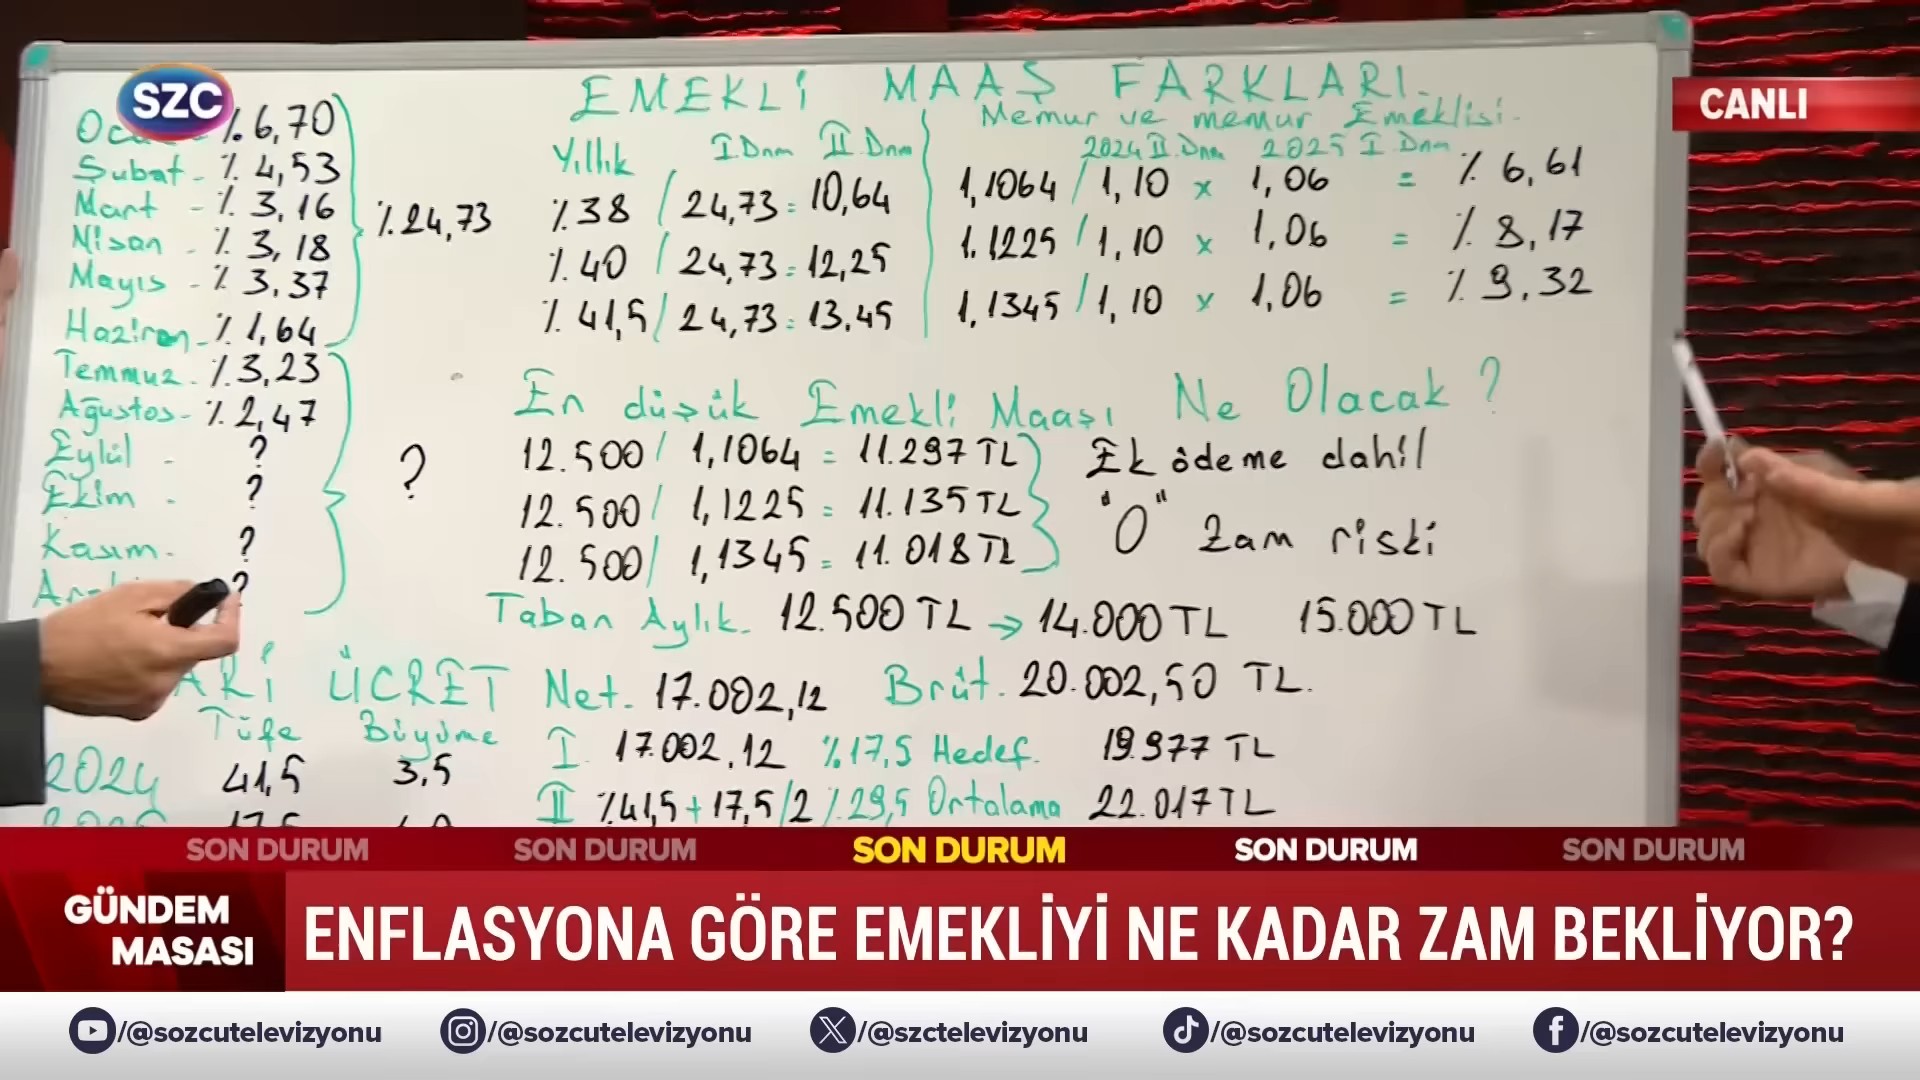 SZC
CANLI
EMEKLİ MAAŞ FARKLARI.
%6,70
Şubat - % 4,53
Mart - % 3,16
Nisan - % 3,18
Mayıs - % 3,37
Haziran - % 1,64
Temmuz - % 3,23
Ağustos - % 2,47
Eylül - ?
Ekim - ?
Kasım - ?
?
%24,73
?
Yıllık I.Dnm II.Dnm
%38 / 24,73 = 10,64
%40 / 24,73 = 12,25
%41,5 / 24,73 = 13,45
Memur ve memur Emeklisi.
2024 II.Dnm 2025 I Dnm
1,1064 / 1,10 x 1,06 = % 6,61
1.1225 / 1,10 x 1,06 = % 8,17
1,1345 / 1,10 x 1,06 = % 9,32
En düşük Emekli Maaşı Ne Olacak ?
12.500 / 1,1064 = 11.297 TL
12.500 / 1,1225 = 11.135 TL
12.500 / 1,1345 = 11.018 TL
Ek ödeme dahil
"0" Zam riski
Taban Aylık. 12.500 TL → 14.000 TL 15.000 TL
ARİ ÜCRET Net. 17.002,12 Brüt. 20.002,50 TL.
Tüfe Büyüme
2024 41,5 3,5
I 17.002,12 %17,5 Hedef. 19.977 TL
II %41,5 + 17,5/2 %29,5 Ortalama 22.017 TL
SON DURUM SON DURUM SON DURUM SON DURUM SON DURUM
GÜNDEM
MASASI
ENFLASYONA GÖRE EMEKLİYİ NE KADAR ZAM BEKLİYOR?
/@sozcutelevizyonu /@sozcutelevizyonu /@szctelevizyonu /@sozcutelevizyonu /@sozcutelevizyonu